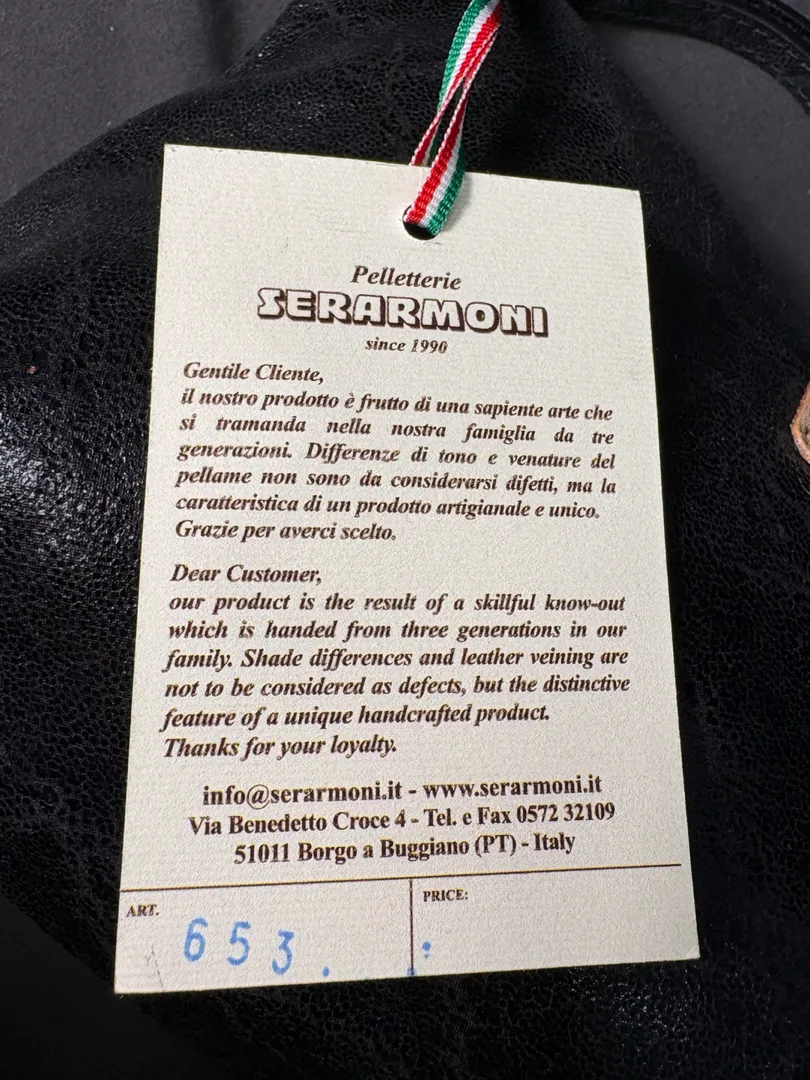 Pelletterie
SERARMONI
since 1990
Gentile Cliente,
il nostro prodotto è frutto di una sapiente arte che
si tramanda nella nostra famiglia da tre
generazioni. Differenze di tono e venature del
pellame non sono da considerarsi difetti, ma la
caratteristica di un prodotto artigianale e unico.
Grazie per averci scelto.
Dear Customer,
our product is the result of a skillful know-out
which is handed from three generations in our
family. Shade differences and leather veining are
not to be considered as defects, but the distinctive
feature of a unique handcrafted product.
Thanks for your loyalty.
info@serarmoni.it - www.serarmoni.it
Via Benedetto Croce 4 - Tel. e Fax 0572 32109
51011 Borgo a Buggiano (PT) - Italy
ART. PRICE:
653. :